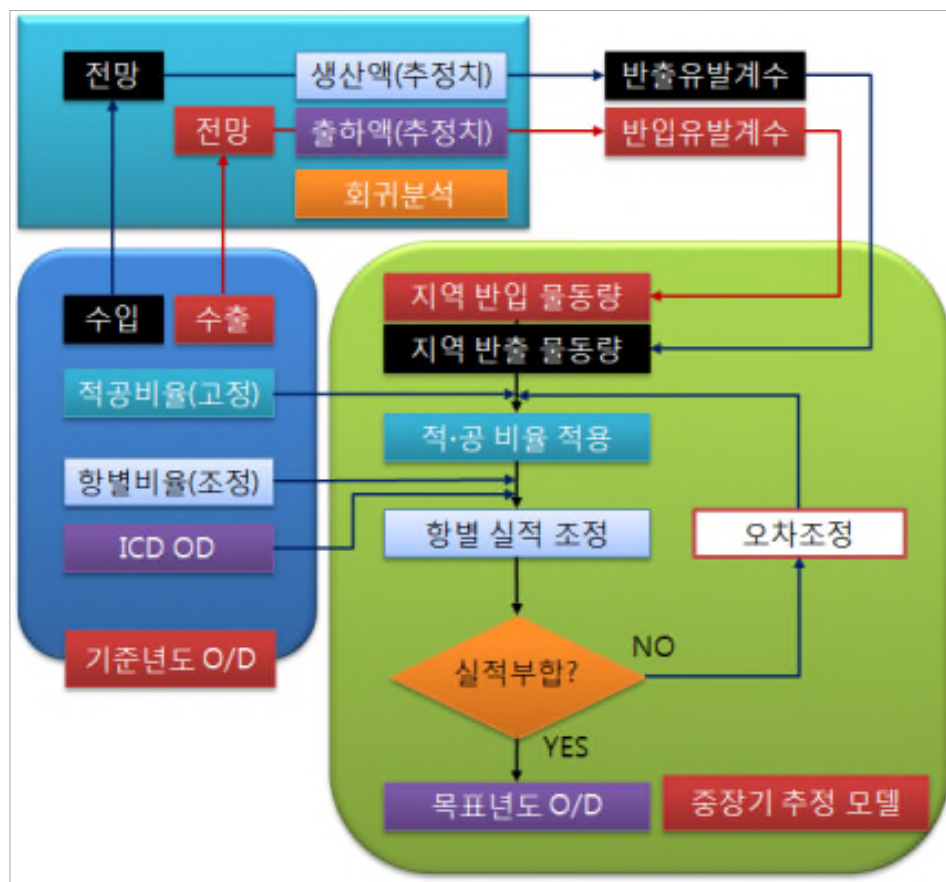 전망
생산액(추정치)
반출유발계수
전망
출하액(추정치)
반입유발계수
회귀분석
수입
수출
지역 반입 물동량
지역 반출 물동량
적공비율(고정)
적·공 비율 적용
항별비율(조정)
ICD OD
항별 실적 조정
오차조정
기준년도 O/D
실적부합?
NO
YES
목표년도 O/D
중장기 추정 모델